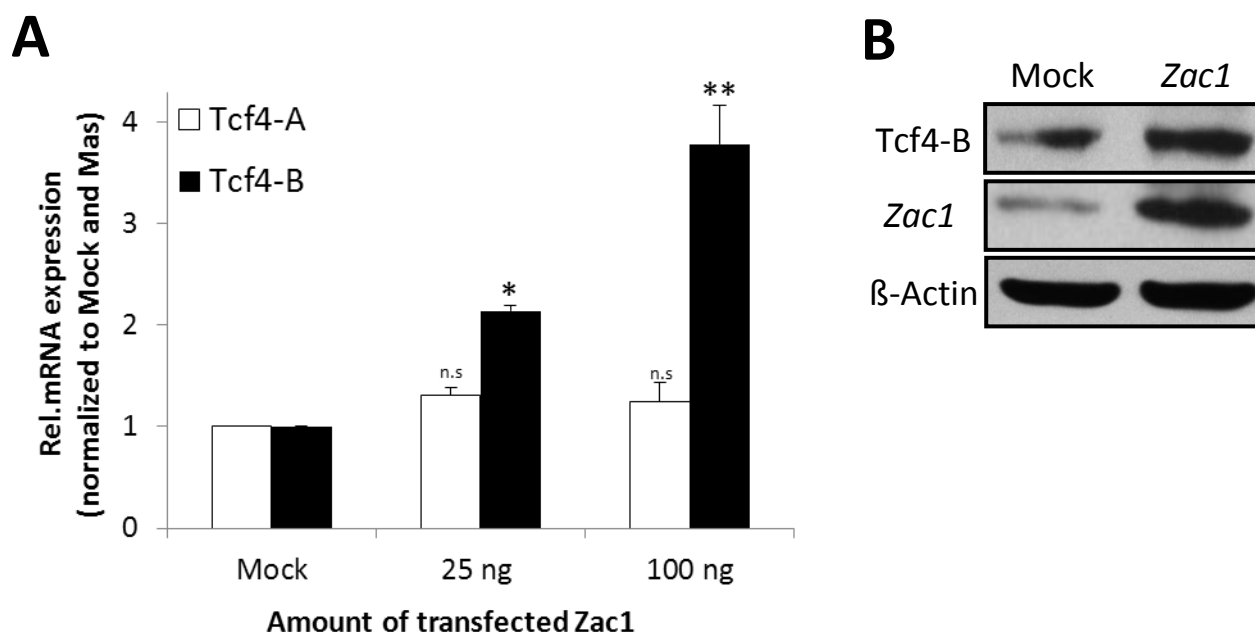 A
Rel.mRNA expression
(normalized to Mock and Mas)
4
3
2
1
0
Tcf4-A
Tcf4-B
n.s
*
n.s
**
Mock
25 ng
100 ng
Amount of transfected Zac1
B
Mock
Zac1
Tcf4-B
Zac1
ß-Actin